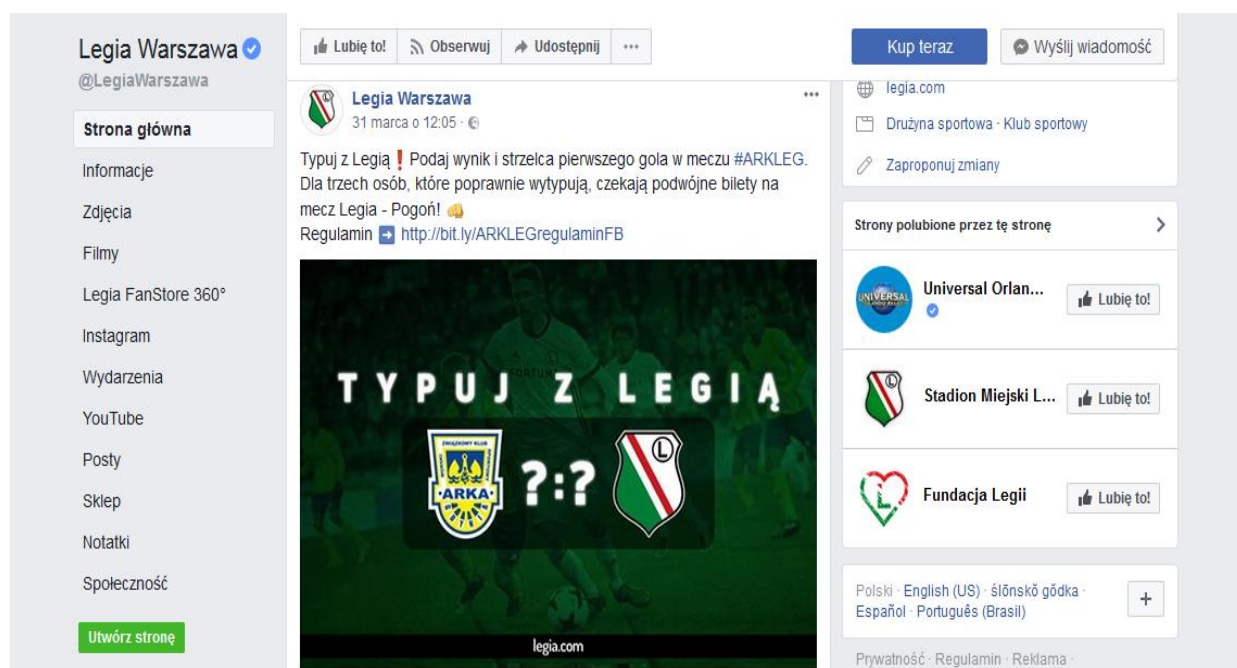 Legia Warszawa
@LegiaWarszawa
Strona główna
Informacje
Zdjęcia
Filmy
Legia FanStore 360°
Instagram
Wydarzenia
YouTube
Posty
Sklep
Notatki
Społeczność
Utwórz stronę
Lubię to! Obserwuj Udostępnij ...
Kup teraz Wyślij wiadomość
Legia Warszawa
31 marca o 12:05 ·
Typuj z Legią❗Podaj wynik i strzelca pierwszego gola w meczu #ARKLEG.
Dla trzech osób, które poprawnie wytypują, czekają podwójne bilety na
mecz Legia - Pogoń! 👊
Regulamin ➡ http://bit.ly/ARKLEGregulaminFB
TYPUJ Z LEGIĄ
ZWIĄZKOWY KLUB
·ARKA·
?:?
L
legia.com
legia.com
Drużyna sportowa · Klub sportowy
Zaproponuj zmiany
Strony polubione przez tę stronę
UNIVERSAL
Universal Orlan...
Lubię to!
L
Stadion Miejski L...
Lubię to!
L
Fundacja Legii
Lubię to!
Polski · English (US) · ślōnskŏ gŏdka ·
Español · Português (Brasil)
+
Prywatność · Regulamin · Reklama ·